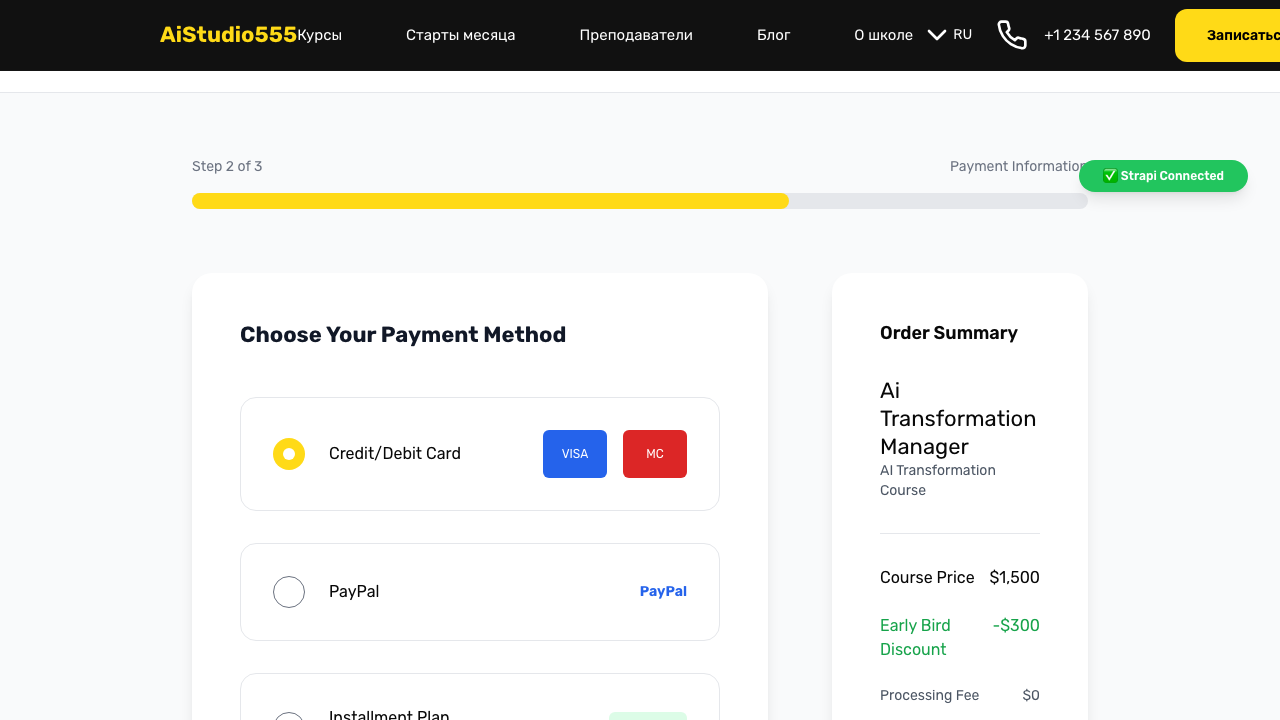 AiStudio555
Курсы
Старты месяца
Преподаватели
Блог
О школе
RU
+1 234 567 890
Step 2 of 3
Payment Information
✅ Strapi Connected
Choose Your Payment Method
Credit/Debit Card
VISA
MC
PayPal
PayPal
Installment Plan
Order Summary
Ai
Transformation
Manager
AI Transformation
Course
Course Price $1,500
Early Bird -$300
Discount
Processing Fee $0